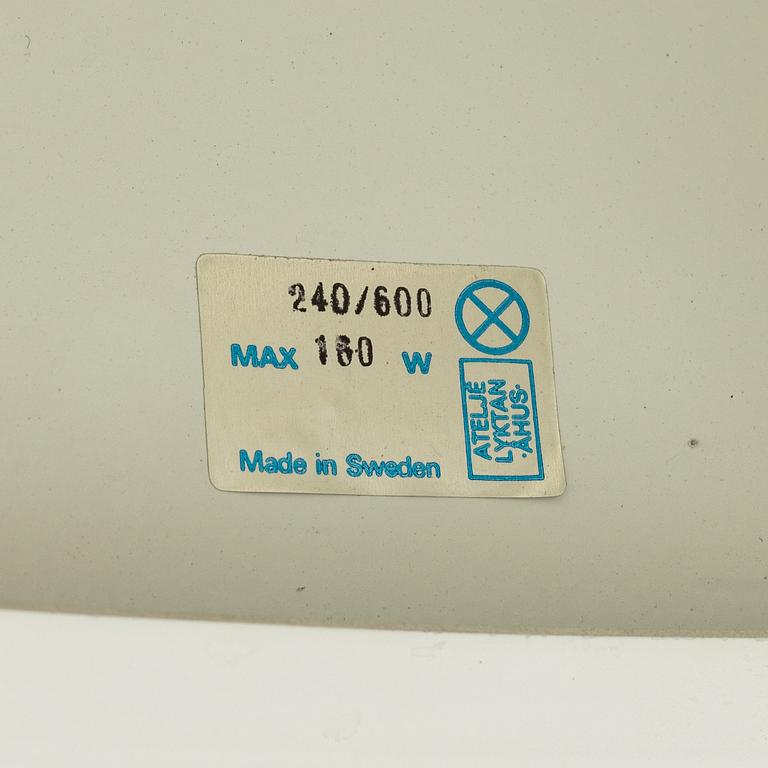 240/600
MAX 160 W
Made in Sweden
ATELJÉ
LYKTAN
·ÅHUS·